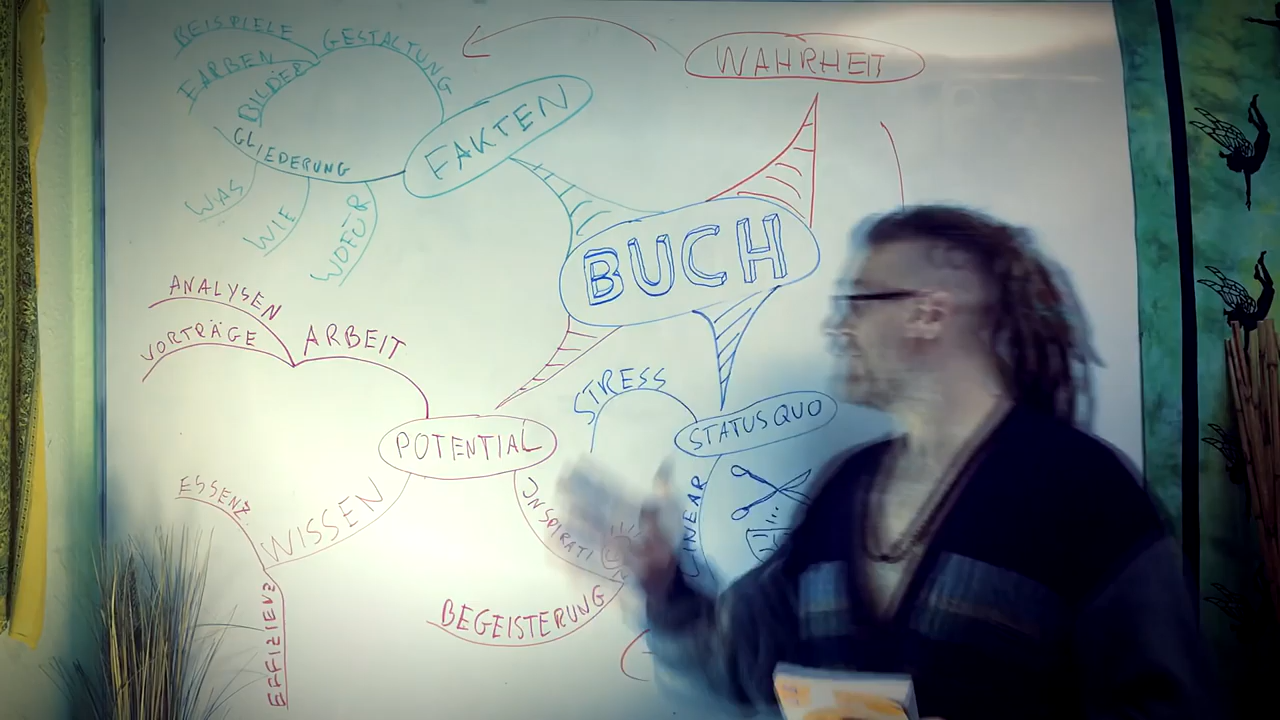 BEISPIELE
FARBEN
BILDER
GESTALTUNG
GLIEDERUNG
WAS
WIE
WOFÜR
FAKTEN
WAHRHEIT
BUCH
ANALYSEN
VORTRÄGE
ARBEIT
POTENTIAL
WISSEN
ESSENZ
EFFIZIENZ
INSPIRATI
BEGEISTERUNG
STRESS
STATUS QUO
LINEAR